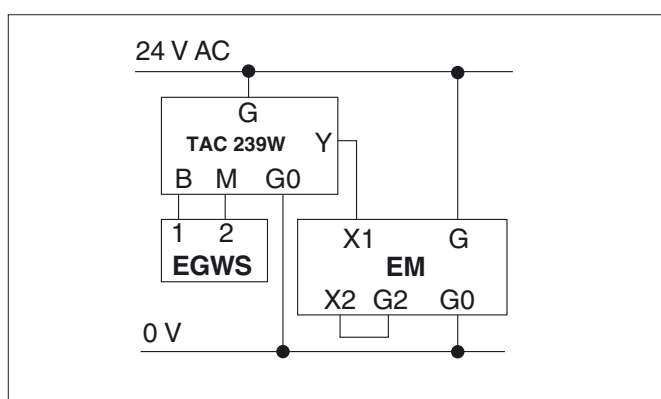 24 V AC
G
TAC 239W Y
B M G0
1 2
EGWS
X1 G
EM
X2 G2 G0
0 V